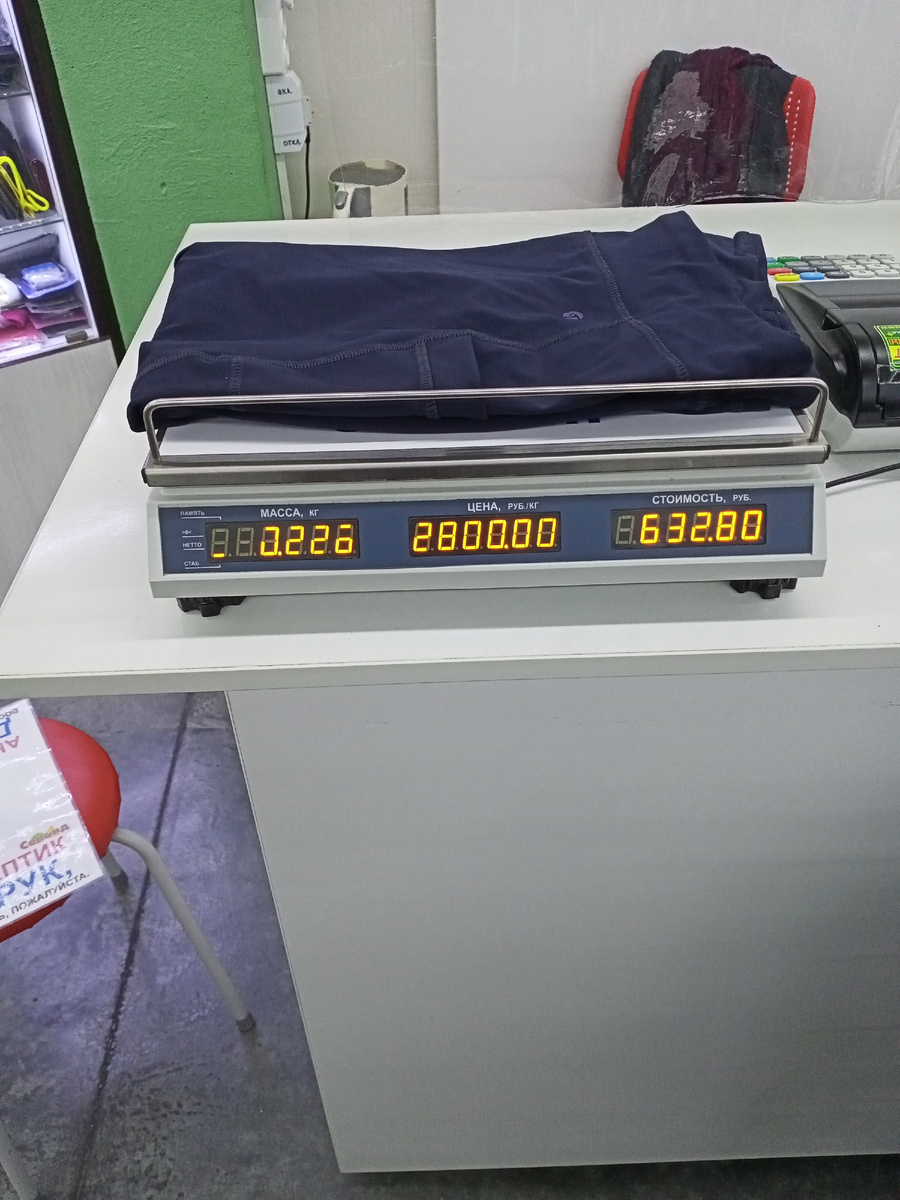 ВКЛ.
ОТКЛ.
ПАМЯТЬ
>0<
НЕТТО
СТАБ.
МАССА, КГ
0.226
ЦЕНА, РУБ./КГ
2800.00
СТОИМОСТЬ, РУБ.
632.80
ПТИК
РУК,
ПОЖАЛУЙСТА.